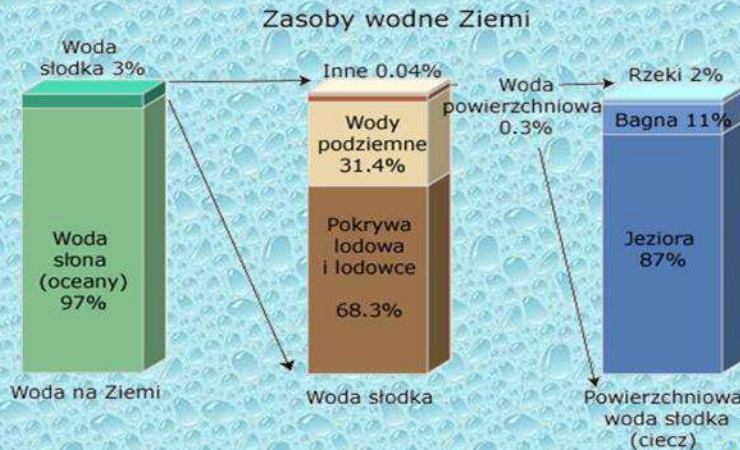 Zasoby wodne Ziemi
Woda
słodka 3%
Woda
słona
(oceany)
97%
Woda na Ziemi
Inne 0.04%
Wody
podziemne
31.4%
Pokrywa
lodowa
i lodowce
68.3%
Woda słodka
Woda
powierzchniowa
0.3%
Rzeki 2%
Bagna 11%
Jeziora
87%
Powierzchniowa
woda słodka
(ciecz)